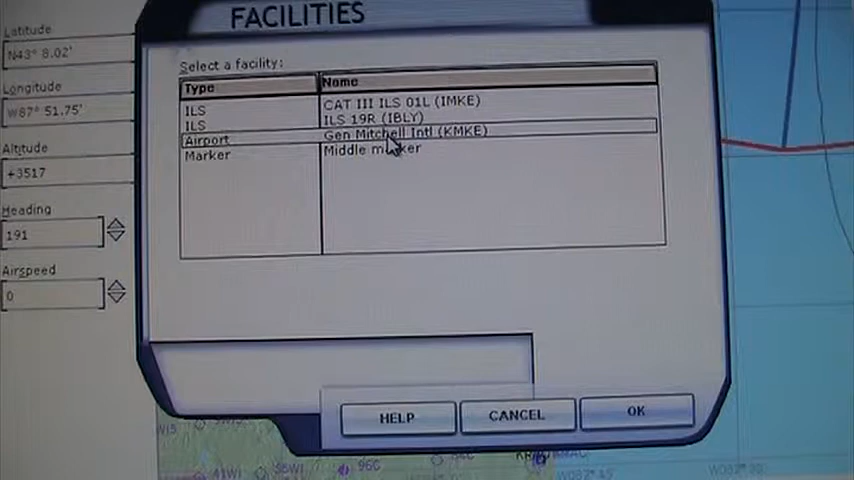 FACILITIES
Latitude
N43° 8.02'
Longitude
W87° 51.75'
Altitude
+3517
Heading
191
Airspeed
0
Select a facility:
Type Name
ILS CAT III ILS 01L (IMKE)
ILS ILS 19R (IBLY)
Airport Gen Mitchell Intl (KMKE)
Marker Middle marker
HELP CANCEL OK
96C
41WI